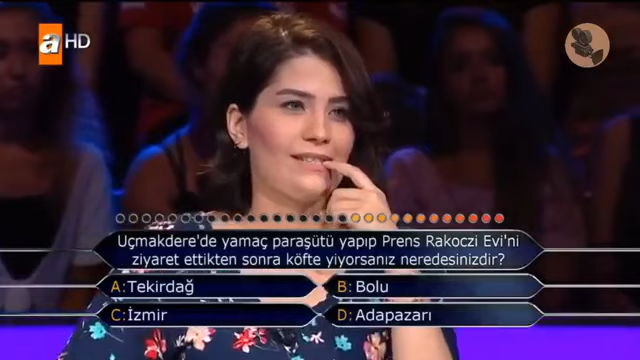 a HD
Uçmakdere'de yamaç paraşütü yapıp Prens Rakoczi Evi'ni
ziyaret ettikten sonra köfte yiyorsanız neredesinizdir?
A:Tekirdağ
B:Bolu
C:İzmir
D:Adapazarı